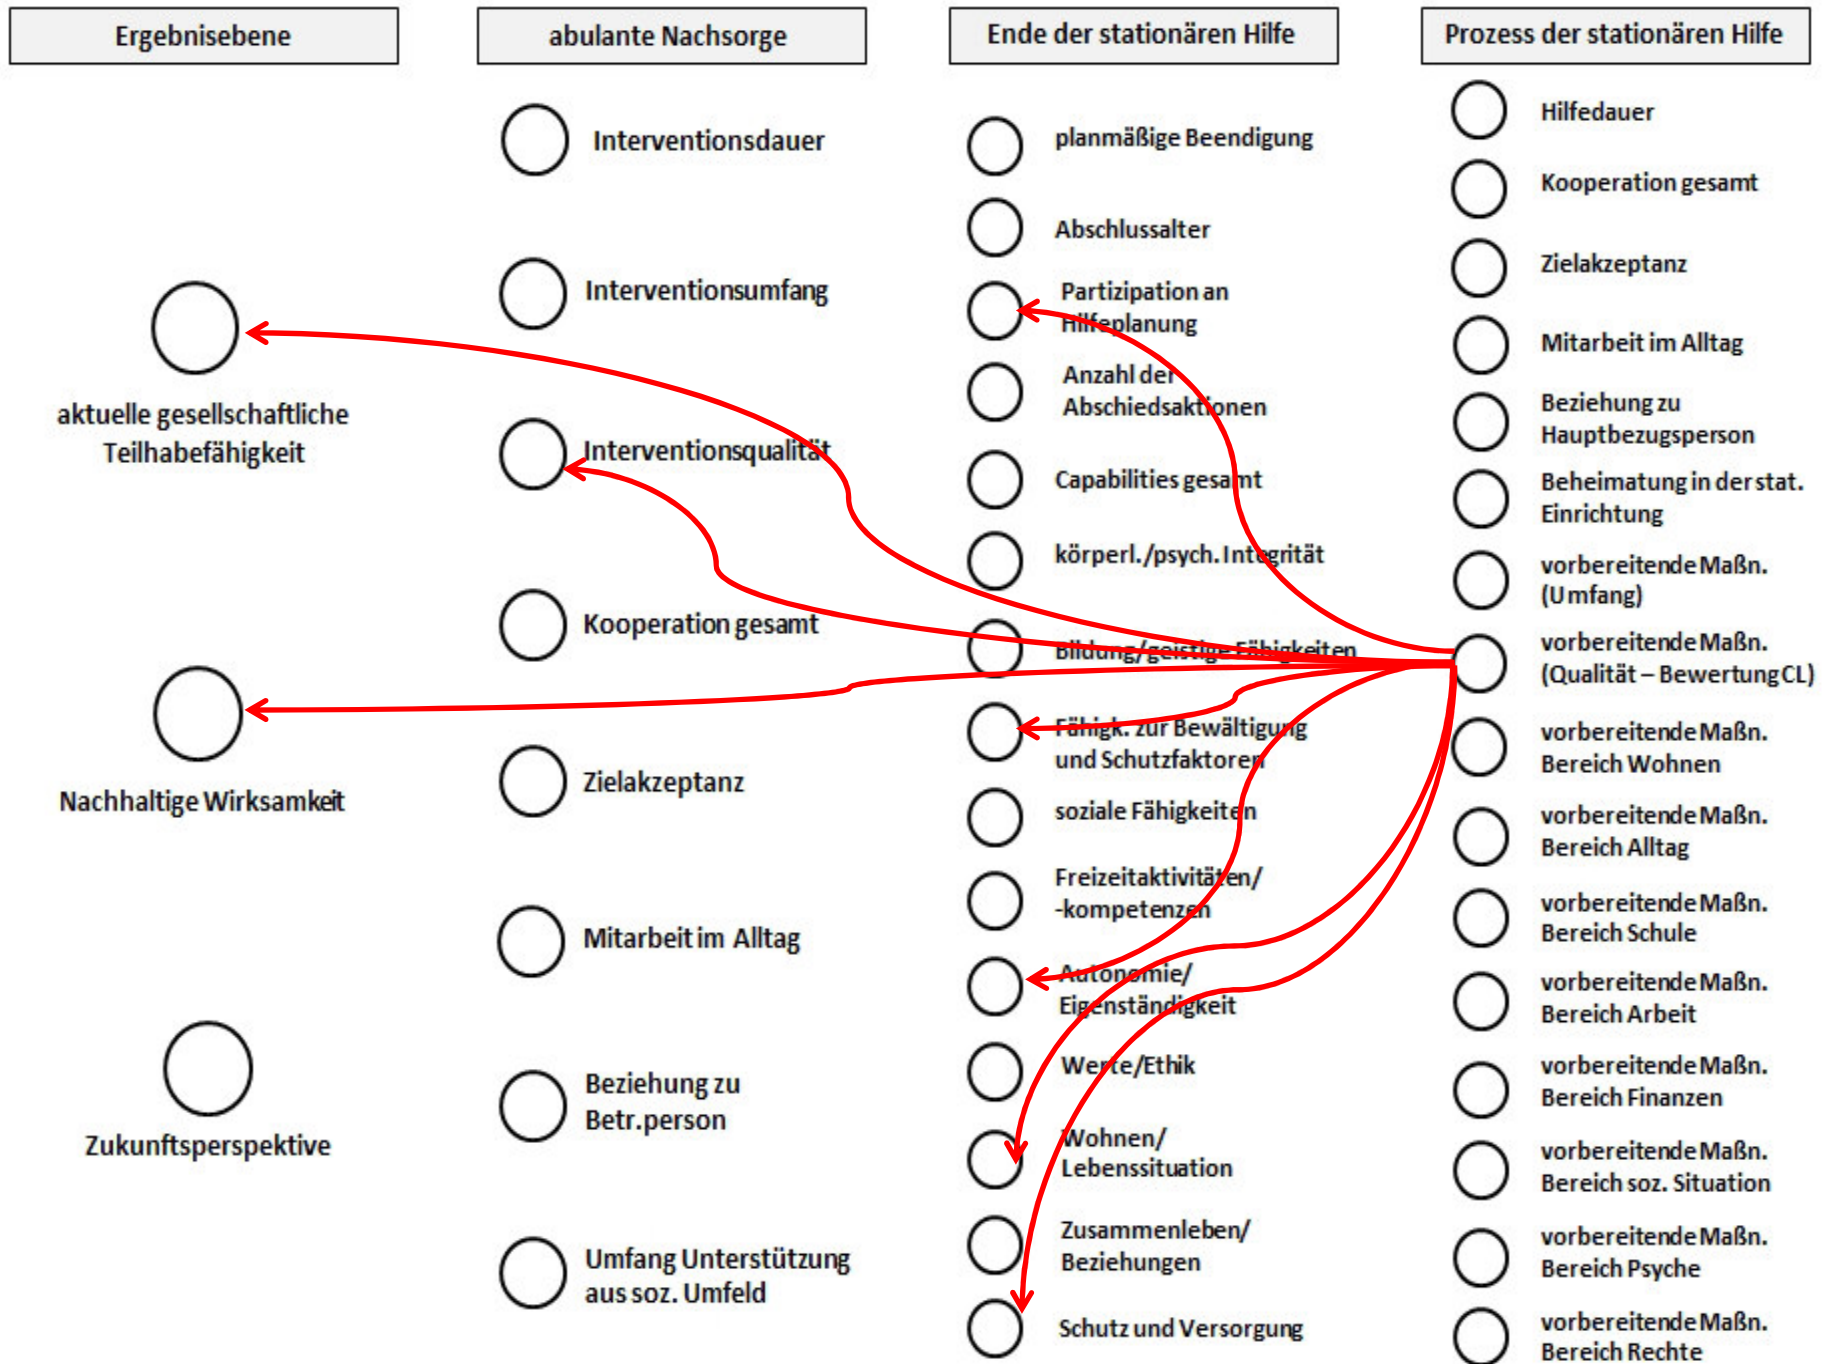 Ergebnisebene
aktuelle gesellschaftliche
Teilhabefähigkeit
Nachhaltige Wirksamkeit
Zukunftsperspektive
abulante Nachsorge
Interventionsdauer
Interventionsumfang
Interventionsqualität
Kooperation gesamt
Zielakzeptanz
Mitarbeit im Alltag
Beziehung zu
Betr.person
Umfang Unterstützung
aus soz. Umfeld
Ende der stationären Hilfe
planmäßige Beendigung
Abschlussalter
Partizipation an
Hilfeplanung
Anzahl der
Abschiedsaktionen
Capabilities gesamt
körperl./psych. Integrität
Bildung/geistige Fähigkeiten
Fähigk. zur Bewältigung
und Schutzfaktoren
soziale Fähigkeiten
Freizeitaktivitäten/
-kompetenzen
Autonomie/
Eigenständigkeit
Werte/Ethik
Wohnen/
Lebenssituation
Zusammenleben/
Beziehungen
Schutz und Versorgung
Prozess der stationären Hilfe
Hilfedauer
Kooperation gesamt
Zielakzeptanz
Mitarbeit im Alltag
Beziehung zu
Hauptbezugsperson
Beheimatung in der stat.
Einrichtung
vorbereitende Maßn.
(Umfang)
vorbereitende Maßn.
(Qualität – Bewertung CL)
vorbereitende Maßn.
Bereich Wohnen
vorbereitende Maßn.
Bereich Alltag
vorbereitende Maßn.
Bereich Schule
vorbereitende Maßn.
Bereich Arbeit
vorbereitende Maßn.
Bereich Finanzen
vorbereitende Maßn.
Bereich soz. Situation
vorbereitende Maßn.
Bereich Psyche
vorbereitende Maßn.
Bereich Rechte